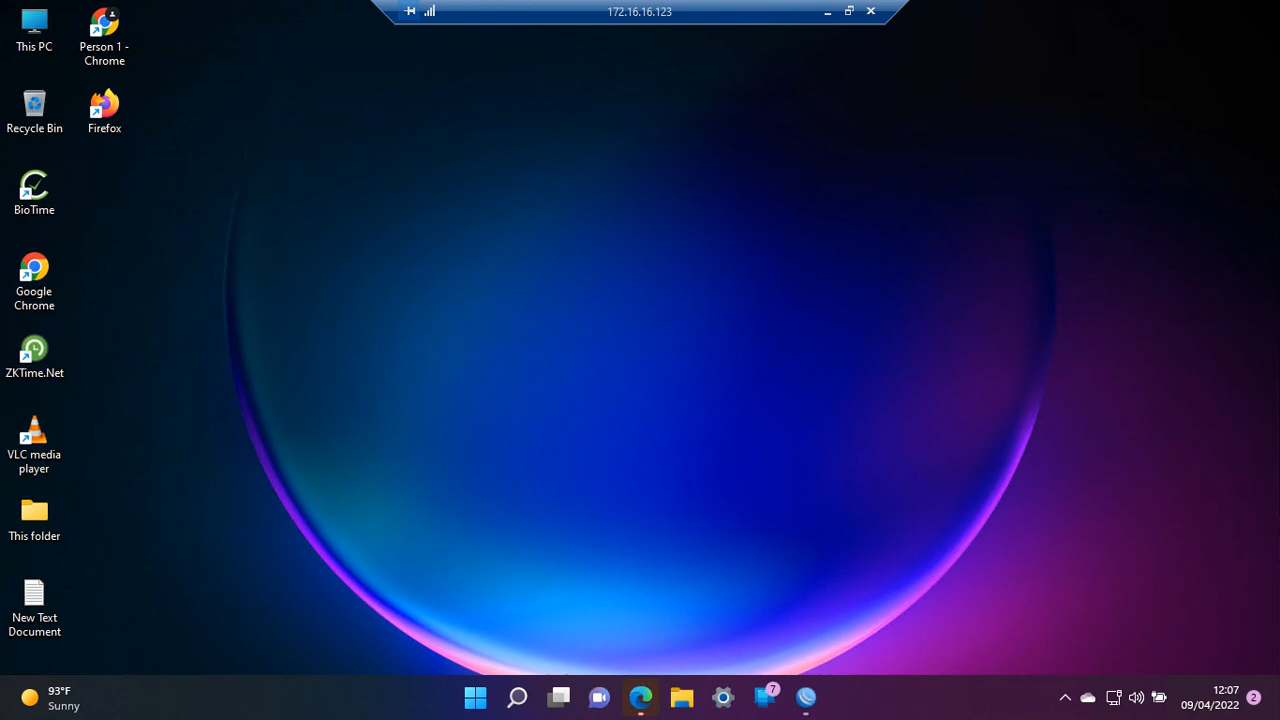 172.16.16.123
This PC
Person 1 -
Chrome
Recycle Bin
Firefox
BioTime
Google
Chrome
ZKTime.Net
VLC media
player
This folder
New Text
Document
93°F
Sunny
7
12:07
09/04/2022
2